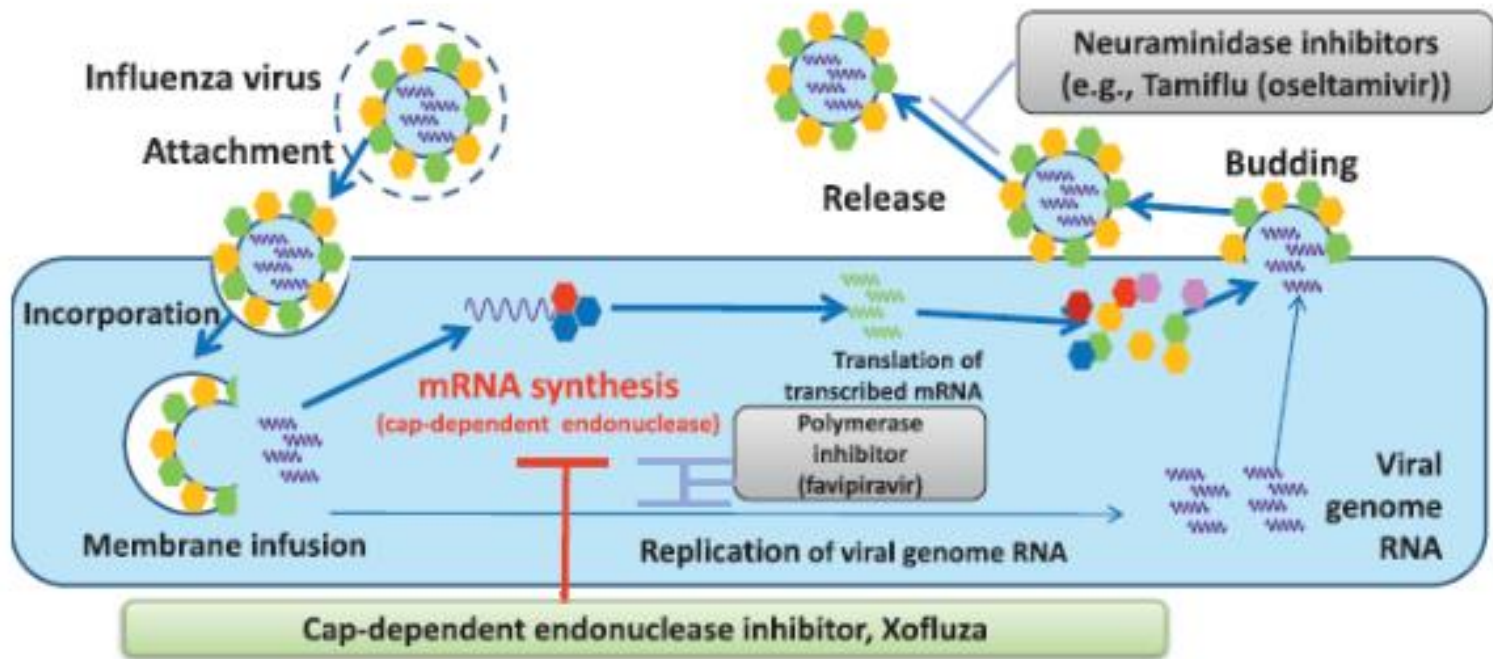 Influenza virus
Attachment
Neuraminidase inhibitors
(e.g., Tamiflu (oseltamivir))
Budding
Release
Incorporation
mRNA synthesis
(cap-dependent endonuclease)
Translation of
transcribed mRNA
Polymerase
inhibitor
(favipiravir)
Membrane infusion
Replication of viral genome RNA
Viral
genome
RNA
Cap-dependent endonuclease inhibitor, Xofluza